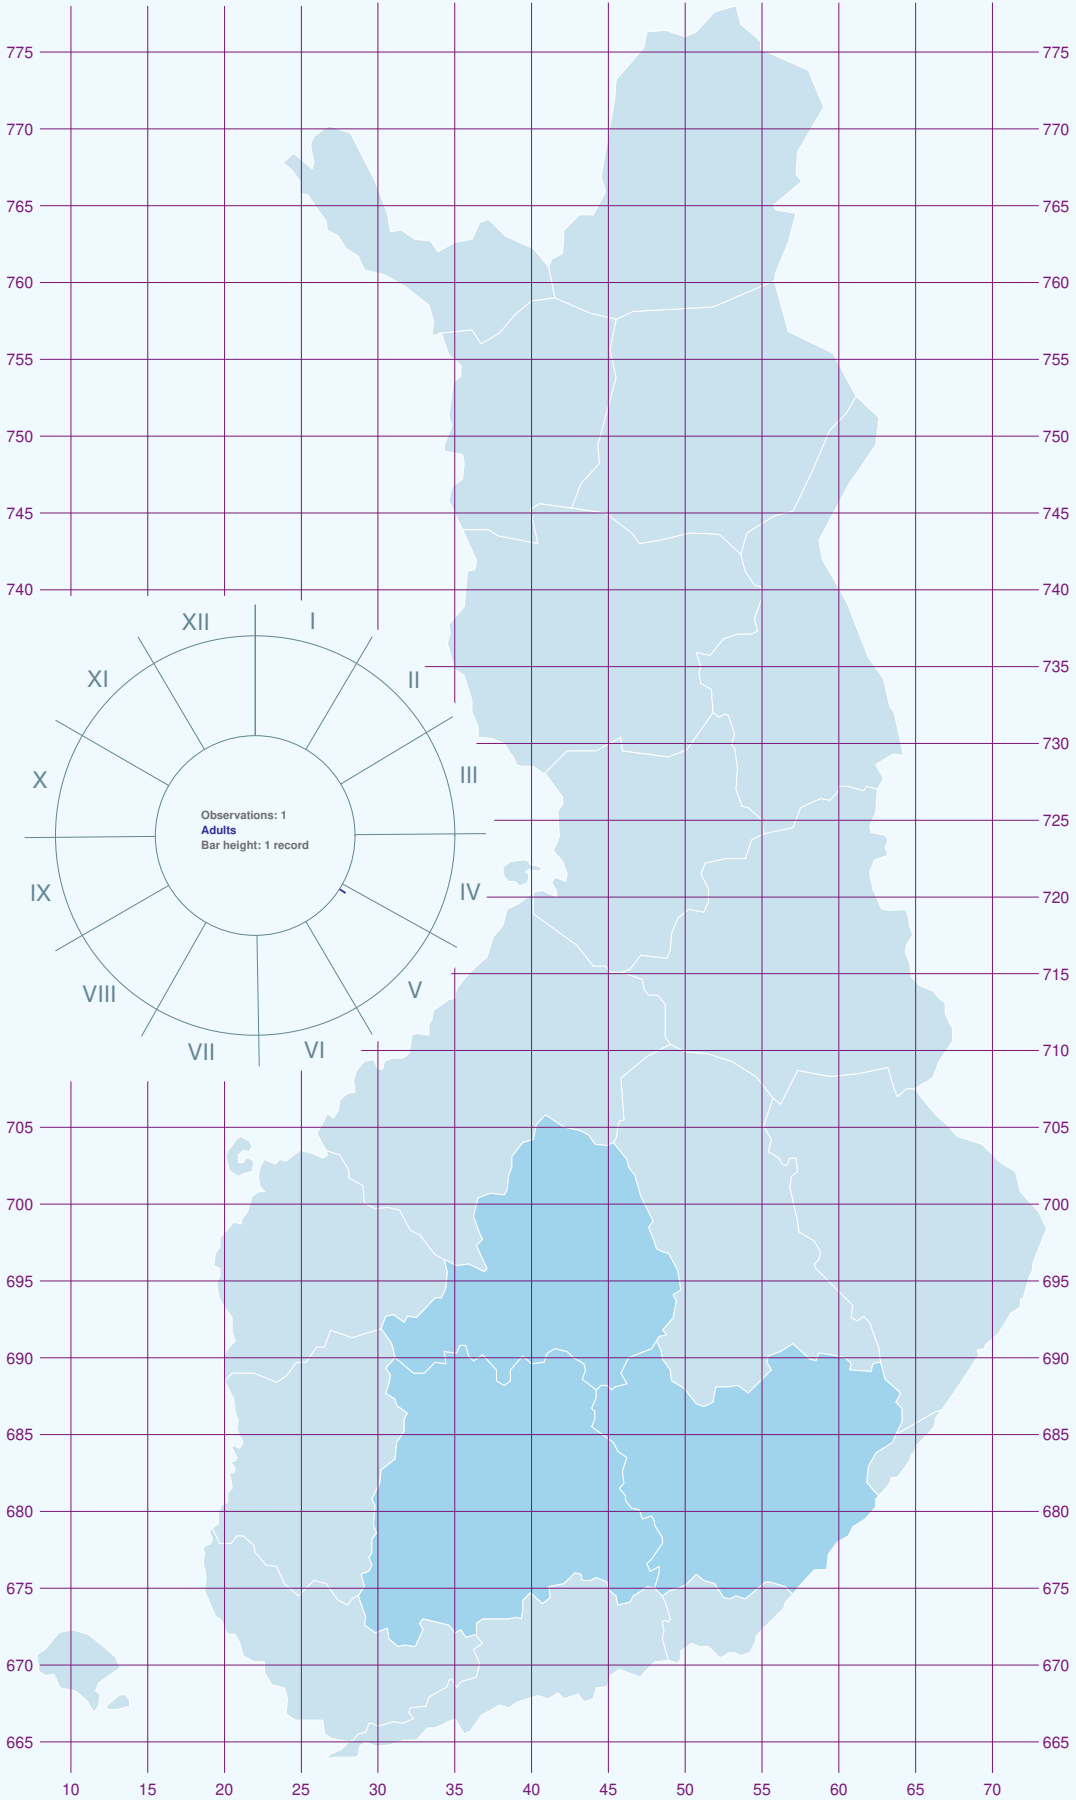 775 775
770 770
765 765
760 760
755 755
750 750
745 745
740 740
XII I
XI II
735
730
X III
Observations: 1
Adults
Bar height: 1 record
725
IX IV
720
VIII V
715
VII VI
710
705 705
700 700
695 695
690 690
685 685
680 680
675 675
670 670
665 665
10 15 20 25 30 35 40 45 50 55 60 65 70